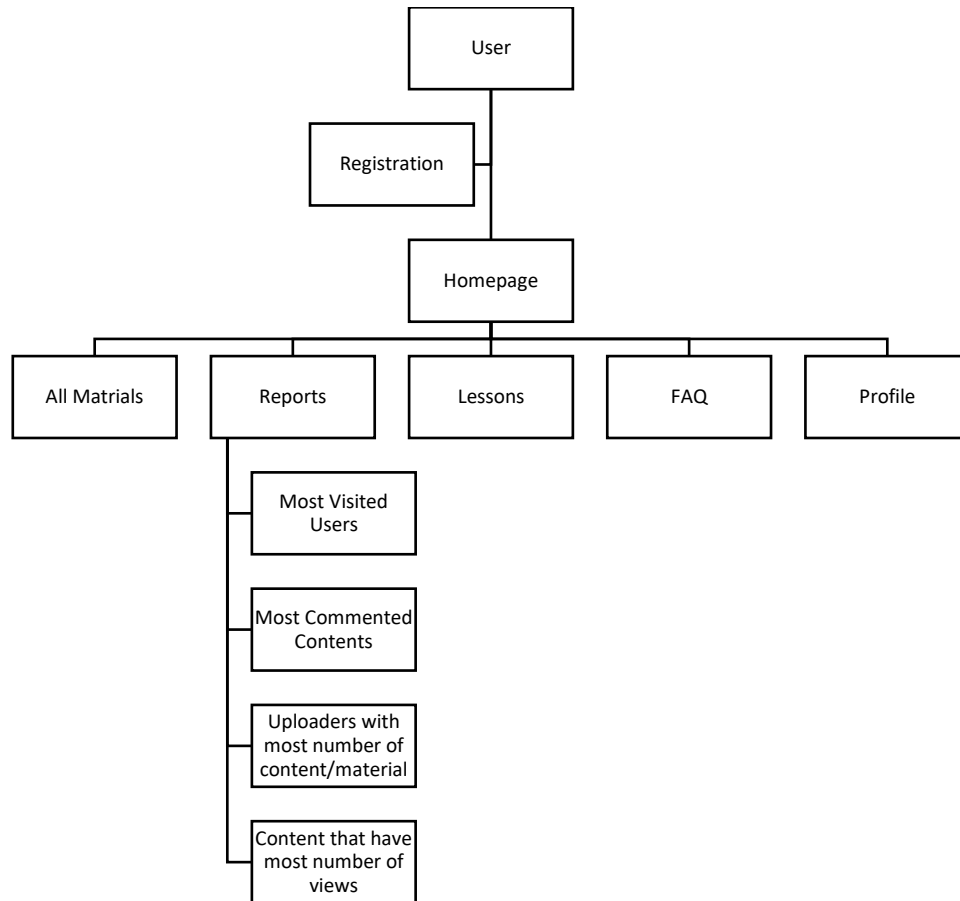 User
Registration
Homepage
All Matrials
Reports
Lessons
FAQ
Profile
Most Visited
Users
Most Commented
Contents
Uploaders with
most number of
content/material
Content that have
most number of
views